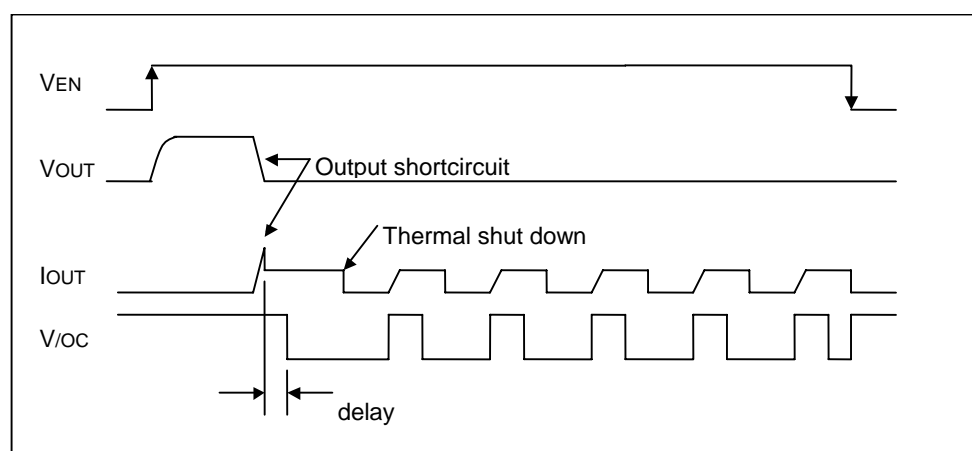 VEN
VOUT
Output shortcircuit
Thermal shut down
IOUT
V/OC
delay